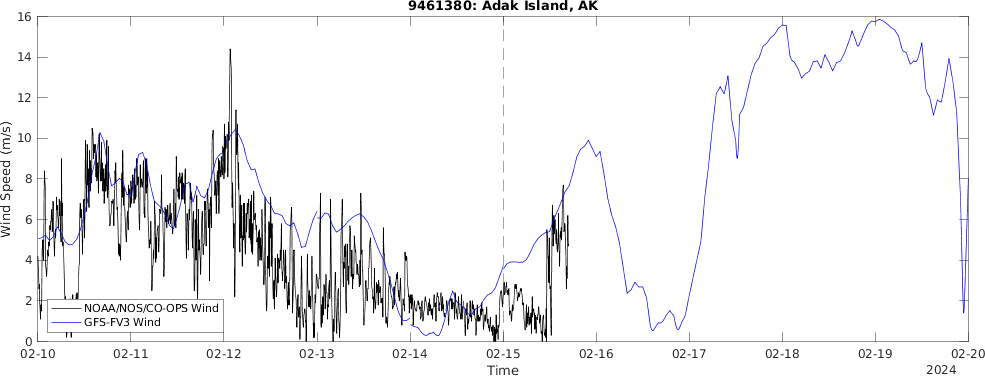 9461380: Adak Island, AK
Wind Speed (m/s)
16
14
12
10
8
6
4
2
0
NOAA/NOS/CO-OPS Wind
GFS-FV3 Wind
02-10 02-11 02-12 02-13 02-14 02-15 02-16 02-17 02-18 02-19 02-20
Time
2024